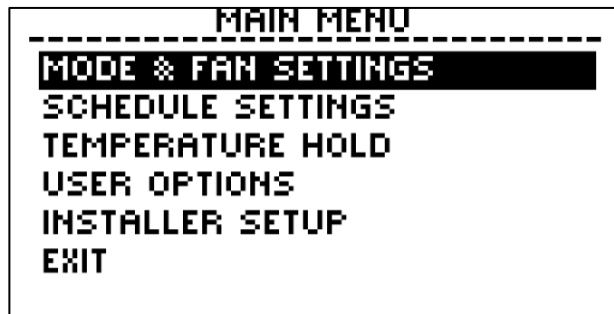 MAIN MENU
MODE & FAN SETTINGS
SCHEDULE SETTINGS
TEMPERATURE HOLD
USER OPTIONS
INSTALLER SETUP
EXIT